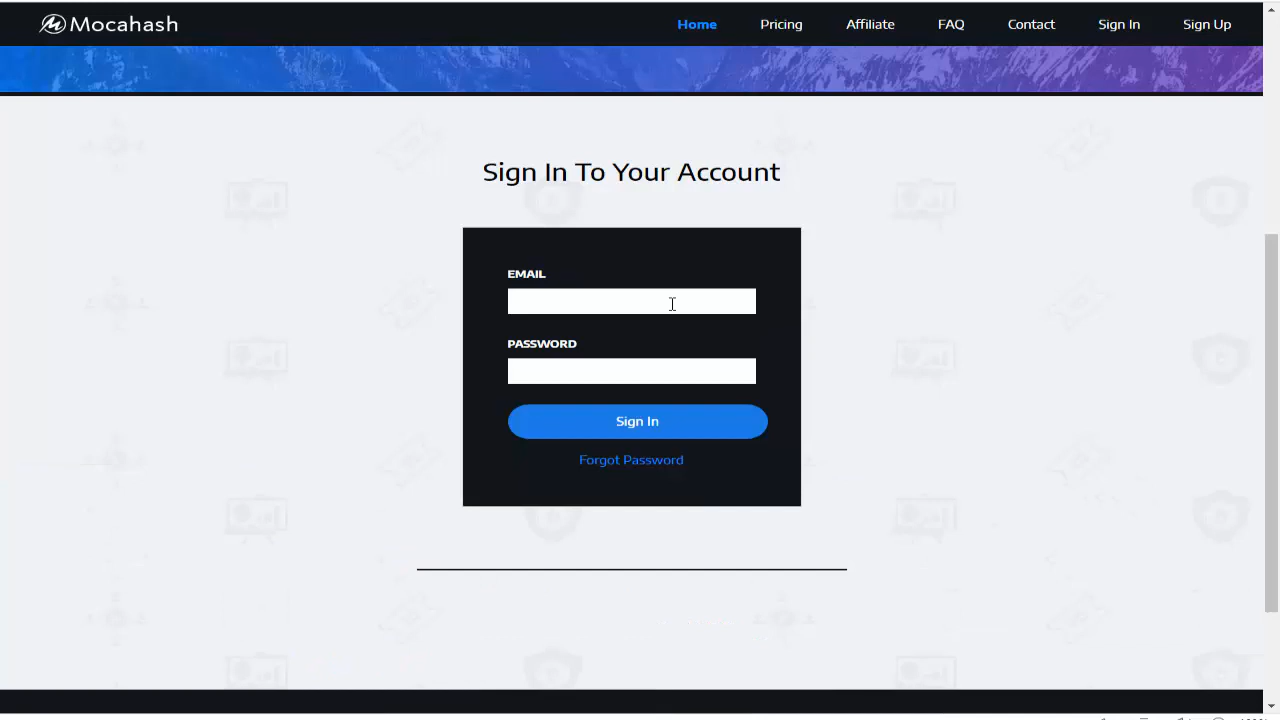 Mocahash
Home Pricing Affiliate FAQ Contact Sign In Sign Up
Sign In To Your Account
EMAIL
PASSWORD
Sign In
Forgot Password